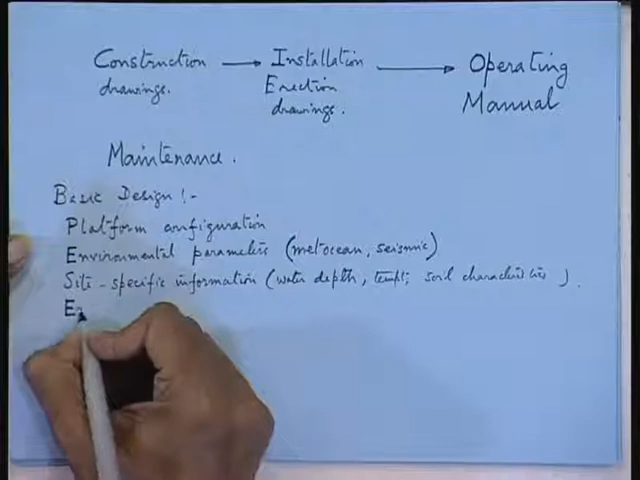 Construction → Installation → Operating
drawings. Erection Manual
drawings.
Maintenance.
Basic Design :-
Platform configuration
Environmental parameters (metocean, seismic)
Site-specific information (water depth, tempt; soil characteristics).
E